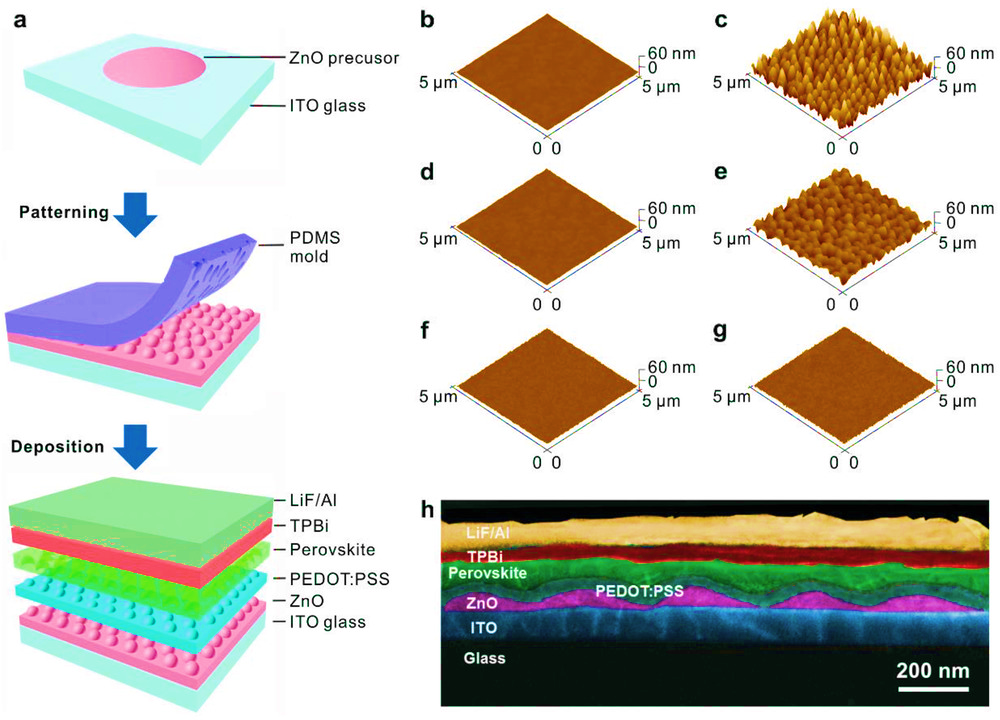 a
ZnO precusor
ITO glass
Patterning
PDMS
mold
Deposition
LiF/Al
TPBi
Perovskite
PEDOT:PSS
ZnO
ITO glass
b
60 nm
0
5 µm
5 µm
0 0
c
60 nm
0
5 µm
5 µm
0 0
d
60 nm
0
5 µm
5 µm
0 0
e
60 nm
0
5 µm
5 µm
0 0
f
60 nm
0
5 µm
5 µm
0 0
g
60 nm
0
5 µm
5 µm
0 0
h
LiF/Al
TPBi
Perovskite
PEDOT:PSS
ZnO
ITO
Glass
200 nm